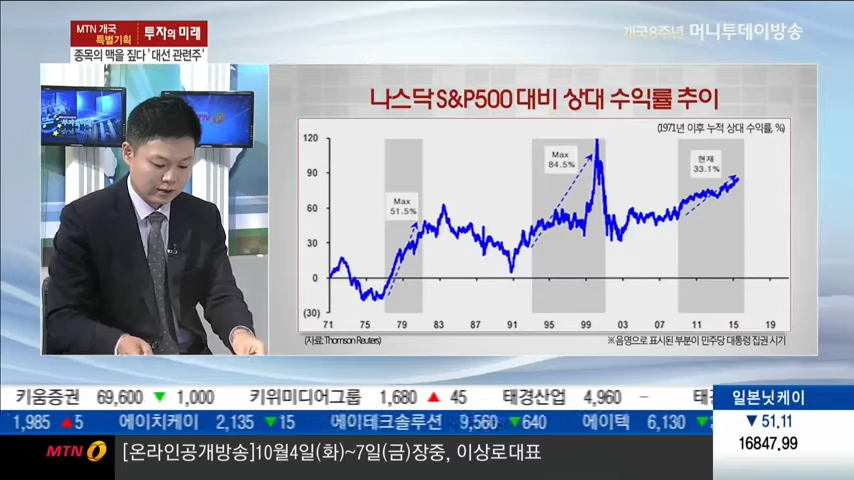 MTN 개국
특별기획
투자의 미래
종목의 맥을 짚다 '대선 관련주'
개국8주년 머니투데이방송
나스닥 S&P500 대비 상대 수익률 추이
(1971년 이후 누적 상대 수익률, %)
120
90
60
30
0
(30)
Max
51.5%
Max
84.5%
현재
33.1%
71 75 79 83 87 91 95 99 03 07 11 15 19
(자료: Thomson Reuters)
※음영으로 표시된 부분이 민주당 대통령 집권 시기
키움증권 69,600 ▼ 1,000 키위미디어그룹 1,680 ▲ 45 태경산업 4,960 –
1,985 ▲5 에이치케이 2,135 ▼15 에이테크솔루션 9,560 ▼640 에이텍 6,130 ▼
일본닛케이
▼ 51.11
16847.99
MTN [온라인공개방송]10월4일(화)~7일(금)장중, 이상로대표